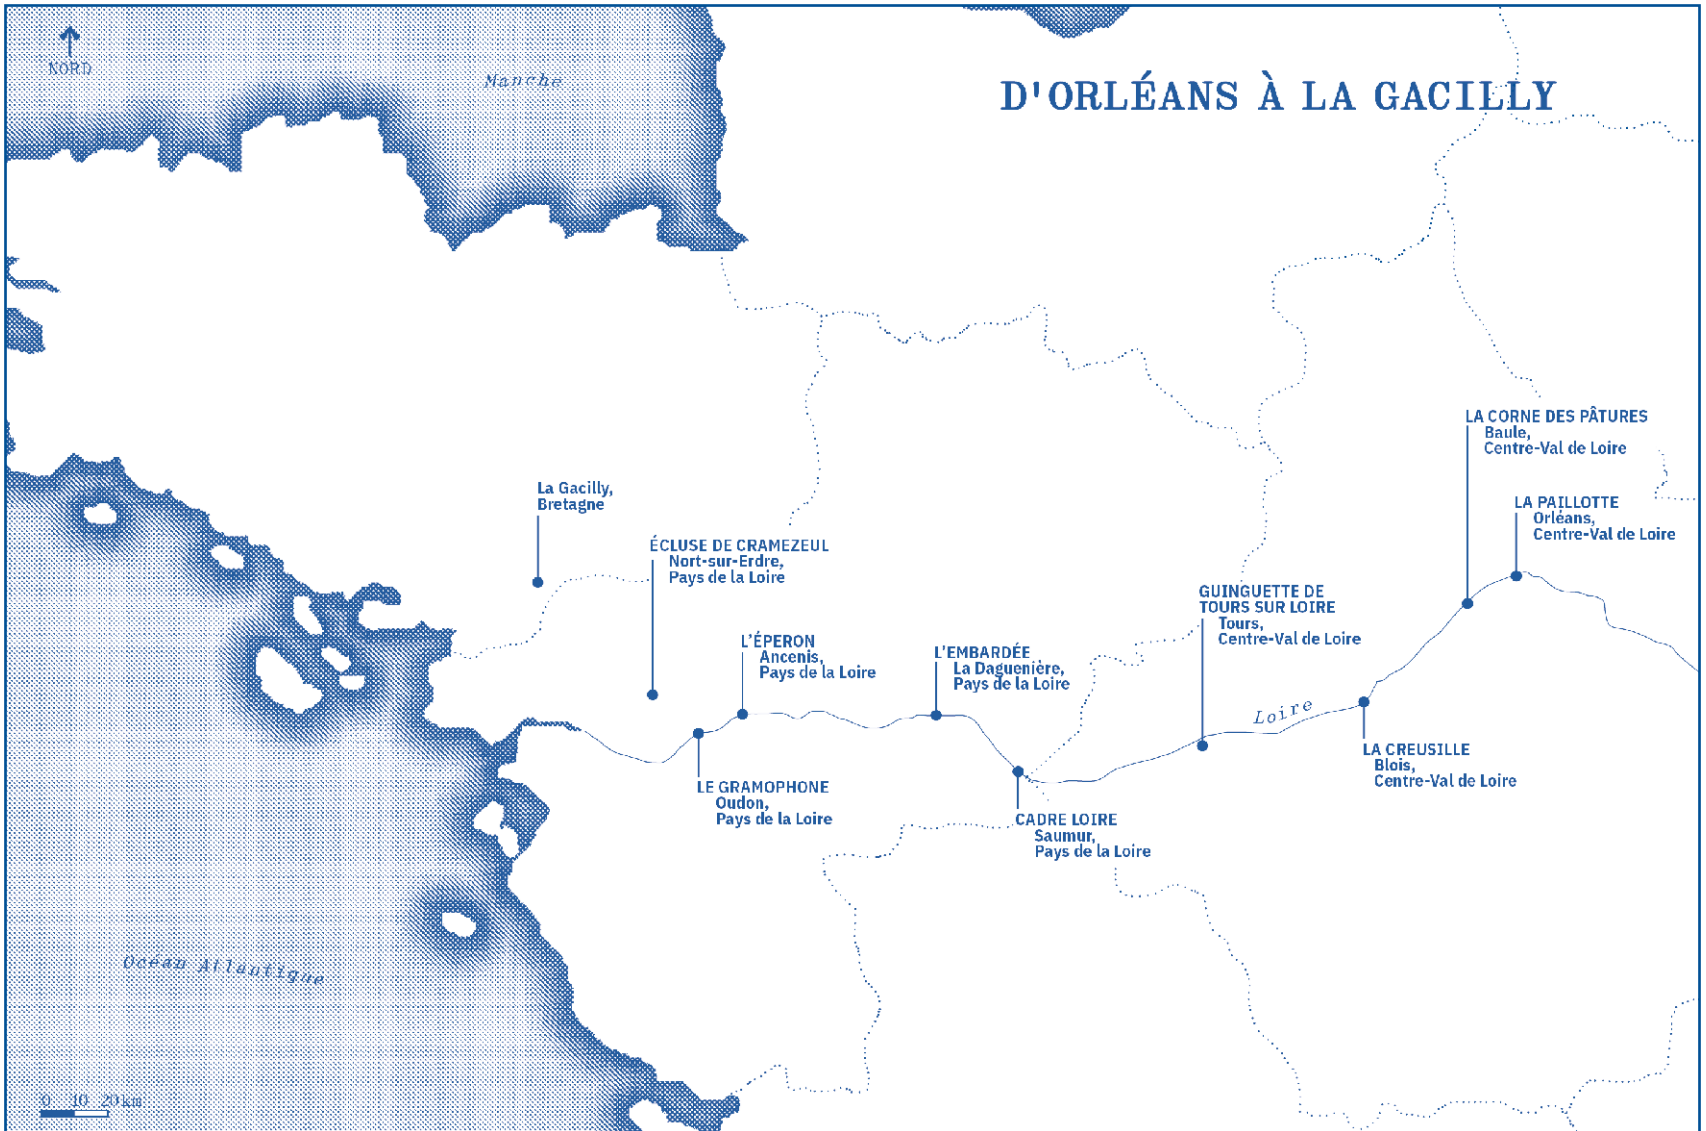 NORD
Manche
D'ORLÉANS À LA GACILLY
LA CORNE DES PÂTURES
Baule,
Centre-Val de Loire
La Gacilly,
Bretagne
LA PAILLOTTE
Orléans,
Centre-Val de Loire
ÉCLUSE DE CRAMEZEUL
Nort-sur-Erdre,
Pays de la Loire
GUINGUETTE DE
TOURS SUR LOIRE
Tours,
Centre-Val de Loire
L'ÉPERON
Ancenis,
Pays de la Loire
L'EMBARDÉE
La Daguenière,
Pays de la Loire
Loire
LA CREUSILLE
Blois,
Centre-Val de Loire
LE GRAMOPHONE
Oudon,
Pays de la Loire
CADRE LOIRE
Saumur,
Pays de la Loire
Océan Atlantique
0 10 20 km